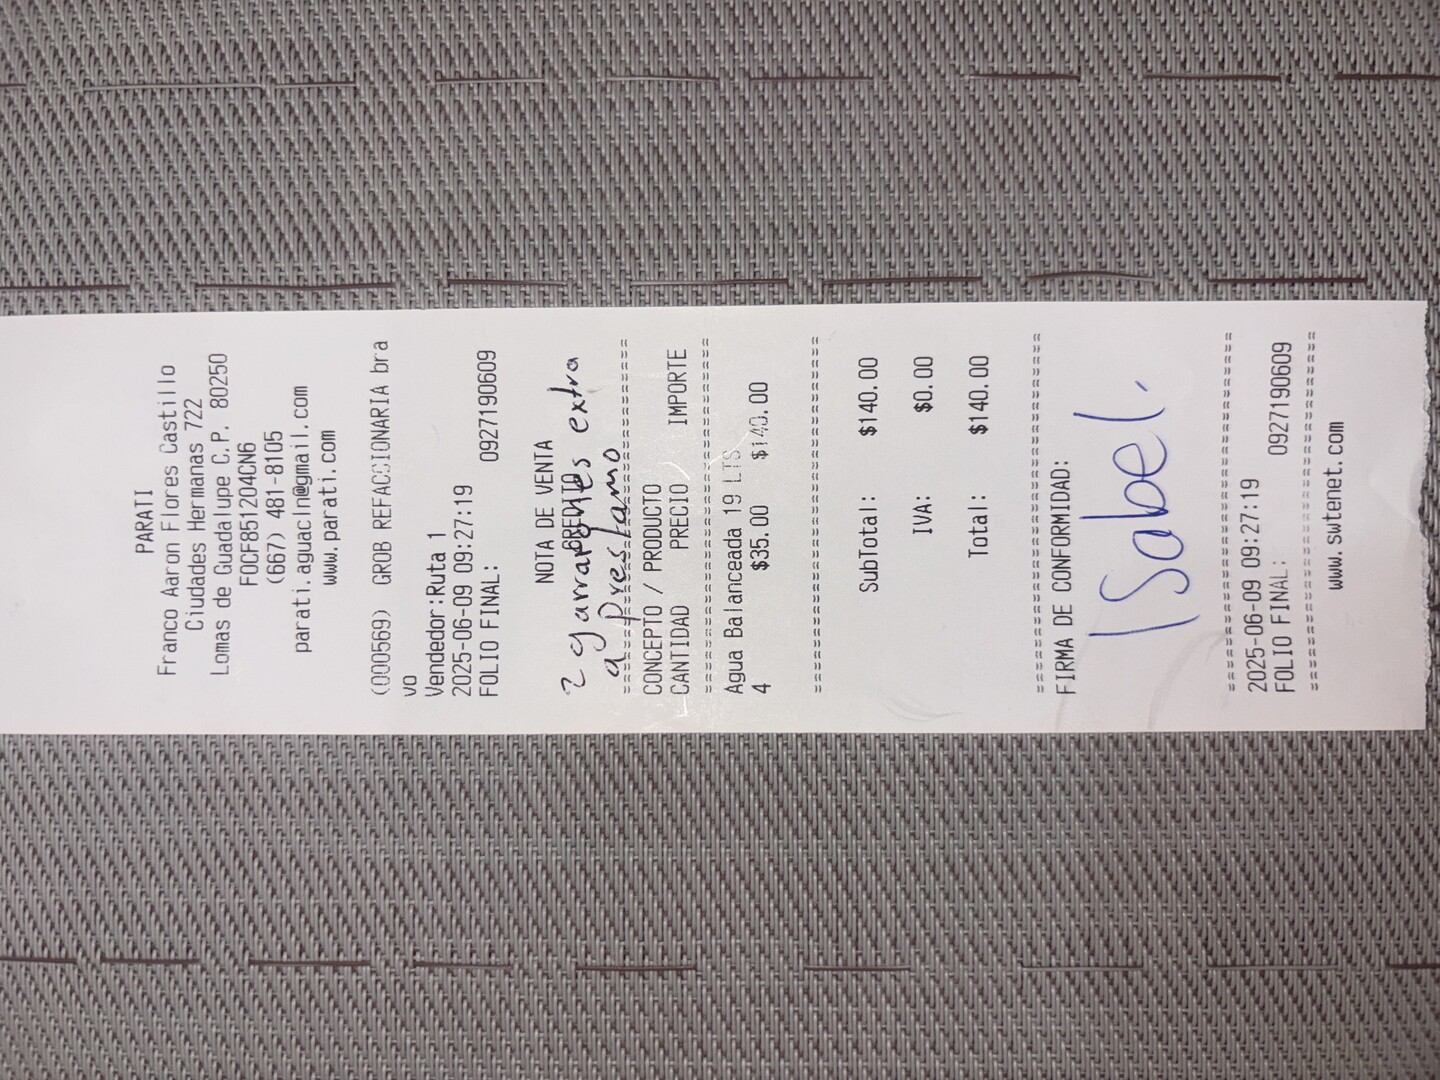 PARATI
Franco Aaron Flores Castillo
Ciudades Hermanas 722
Lomas de Guadalupe C.P. 80250
FOCF851204CN6
(667) 481-8105
parati.aguacln@gmail.com
www.parati.com
(000569) GROB REFACCIONARIA bra
vo
Vendedor:Ruta 1
2025-06-09 09:27:19
FOLIO FINAL: 0927190609
NOTA DE VENTA
2 garrafones extra
a prestamo
================================
CONCEPTO / PRODUCTO
CANTIDAD PRECIO IMPORTE
================================
Agua Balanceada 19 LTS
4 $35.00 $140.00
================================
SubTotal: $140.00
IVA: $0.00
Total: $140.00
================================
FIRMA DE CONFORMIDAD:
Isabel.
================================
2025-06-09 09:27:19
FOLIO FINAL: 0927190609
================================
www.swtenet.com